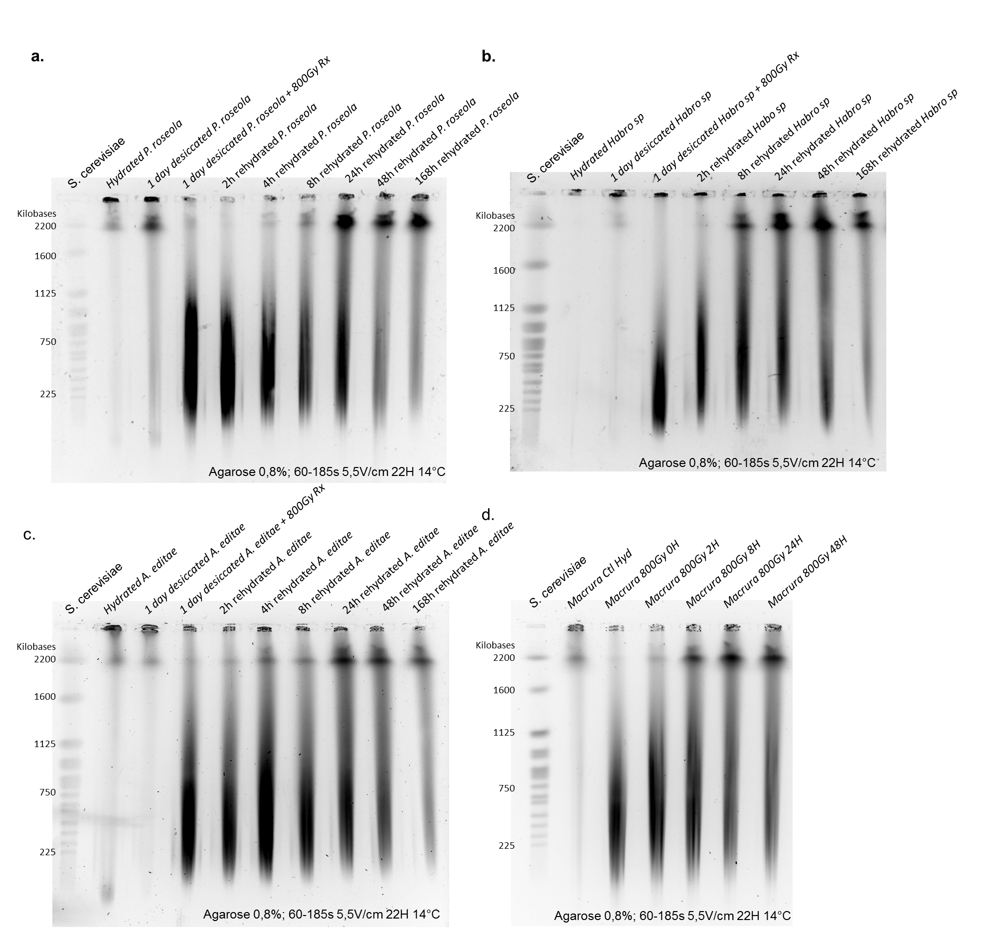 a.
S. cerevisiae
Hydrated P. roseola
1 day desiccated P. roseola
1 day desiccated P. roseola + 800Gy Rx
2h rehydrated P. roseola
4h rehydrated P. roseola
8h rehydrated P. roseola
24h rehydrated P. roseola
48h rehydrated P. roseola
168h rehydrated P. roseola
Kilobases
2200
1600
1125
750
225
Agarose 0,8%; 60-185s 5,5V/cm 22H 14°C
b.
S. cerevisiae
Hydrated Habro sp
1 day desiccated Habro sp
1 day desiccated Habro sp + 800Gy Rx
2h rehydrated Habo sp
8h rehydrated Habro sp
24h rehydrated Habro sp
48h rehydrated Habro sp
168h rehydrated Habro sp
Kilobases
2200
1600
1125
750
225
Agarose 0,8%; 60-185s 5,5V/cm 22H 14°C
c.
S. cerevisiae
Hydrated A. editae
1 day desiccated A. editae
1 day desiccated A. editae + 800Gy Rx
2h rehydrated A. editae
4h rehydrated A. editae
8h rehydrated A. editae
24h rehydrated A. editae
48h rehydrated A. editae
168h rehydrated A. editae
Kilobases
2200
1600
1125
750
225
Agarose 0,8%; 60-185s 5,5V/cm 22H 14°C
d.
S. cerevisiae
Macrura Ctl Hyd
Macrura 800Gy 0H
Macrura 800Gy 2H
Macrura 800Gy 8H
Macrura 800Gy 24H
Macrura 800Gy 48H
Kilobases
2200
1600
1125
750
225
Agarose 0,8%; 60-185s 5,5V/cm 22H 14°C